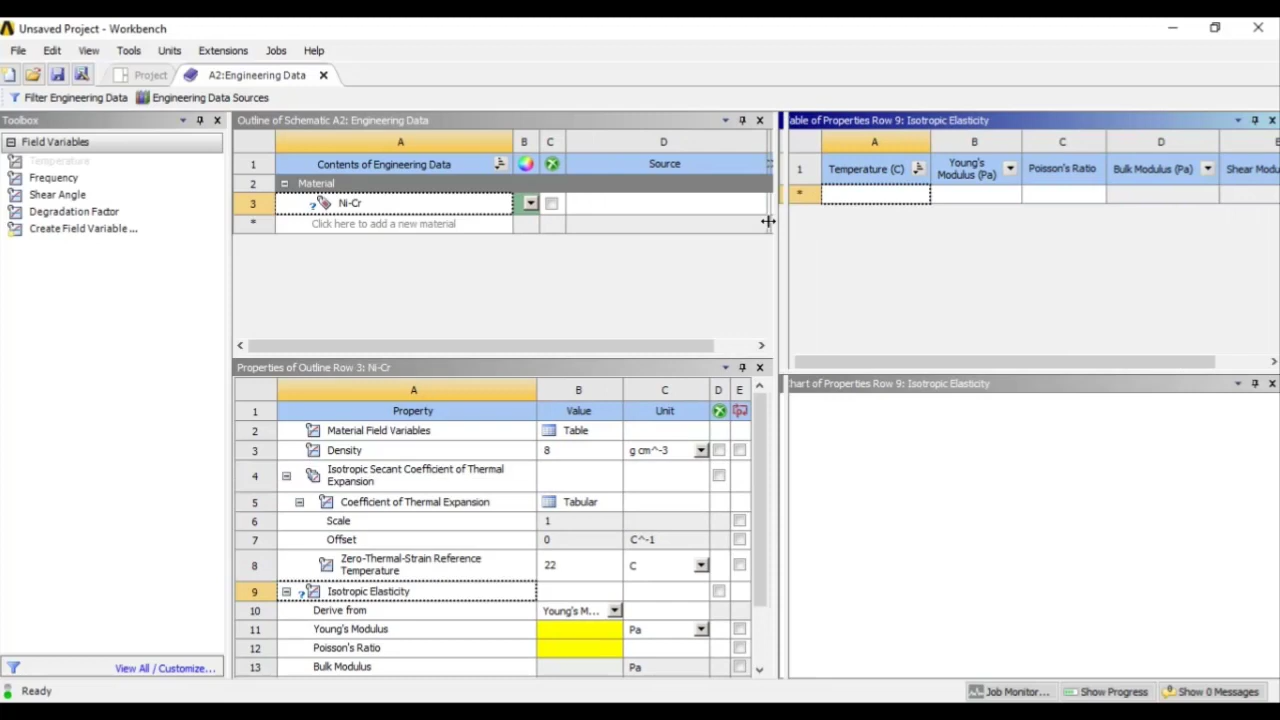 Unsaved Project - Workbench
File Edit View Tools Units Extensions Jobs Help
Project A2:Engineering Data
Filter Engineering Data Engineering Data Sources
Toolbox
Field Variables
Temperature
Frequency
Shear Angle
Degradation Factor
Create Field Variable ...
View All / Customize...
Outline of Schematic A2: Engineering Data
A B C D
1 Contents of Engineering Data Source
2 Material
3 ? Ni-Cr
* Click here to add a new material
Properties of Outline Row 3: Ni-Cr
A B C D E
1 Property Value Unit
2 Material Field Variables Table
3 Density 8 g cm^-3
4 Isotropic Secant Coefficient of Thermal
Expansion
5 Coefficient of Thermal Expansion Tabular
6 Scale 1
7 Offset 0 C^-1
8 Zero-Thermal-Strain Reference
Temperature 22 C
9 ? Isotropic Elasticity
10 Derive from Young's M...
11 Young's Modulus Pa
12 Poisson's Ratio
13 Bulk Modulus Pa
able of Properties Row 9: Isotropic Elasticity
A B C D
1 Temperature (C) Young's
Modulus (Pa) Poisson's Ratio Bulk Modulus (Pa) Shear Modu
*
hart of Properties Row 9: Isotropic Elasticity
Ready Job Monitor... Show Progress Show 0 Messages